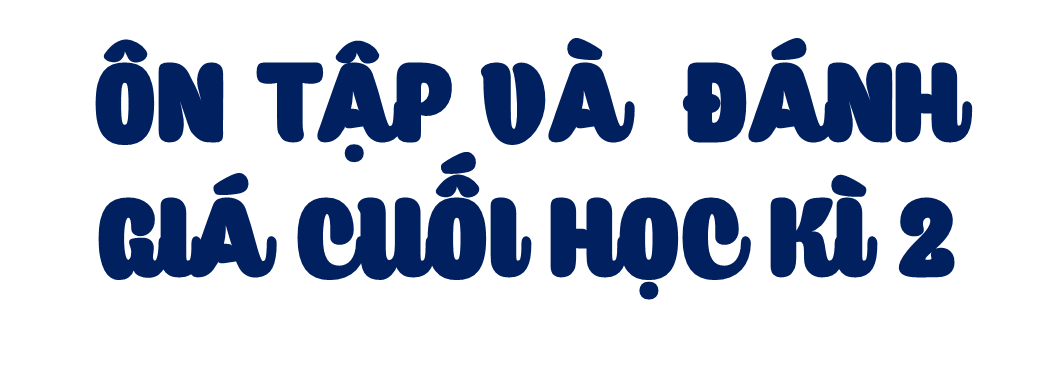 ÔN TẬP VÀ ĐÁNH
GIÁ CUỐI HỌC KÌ 2